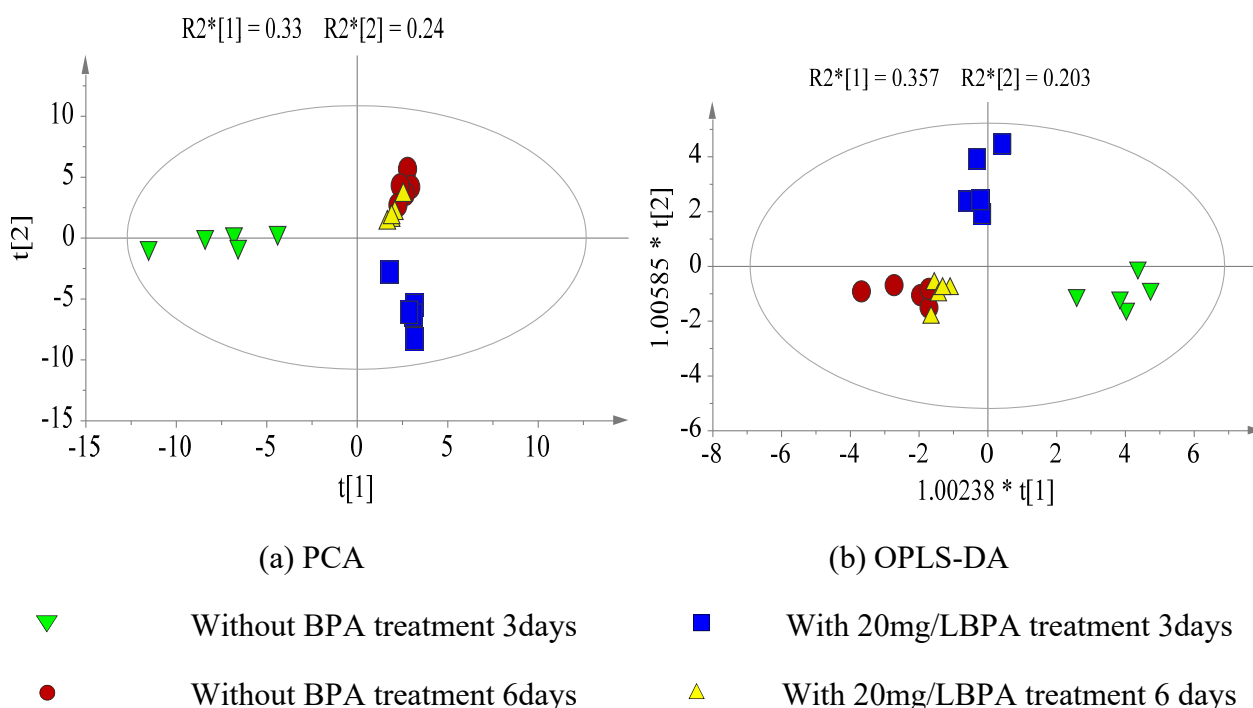 R2*[1] = 0.33 R2*[2] = 0.24
10
5
0
-5
-10
-15
-15 -10 -5 0 5 10
t[2]
t[1]
R2*[1] = 0.357 R2*[2] = 0.203
4
2
0
-2
-4
-6
-8 -6 -4 -2 0 2 4 6
1.00585 * t[2]
1.00238 * t[1]
(a) PCA (b) OPLS-DA
Without BPA treatment 3days With 20mg/LBPA treatment 3days
Without BPA treatment 6days With 20mg/LBPA treatment 6 days